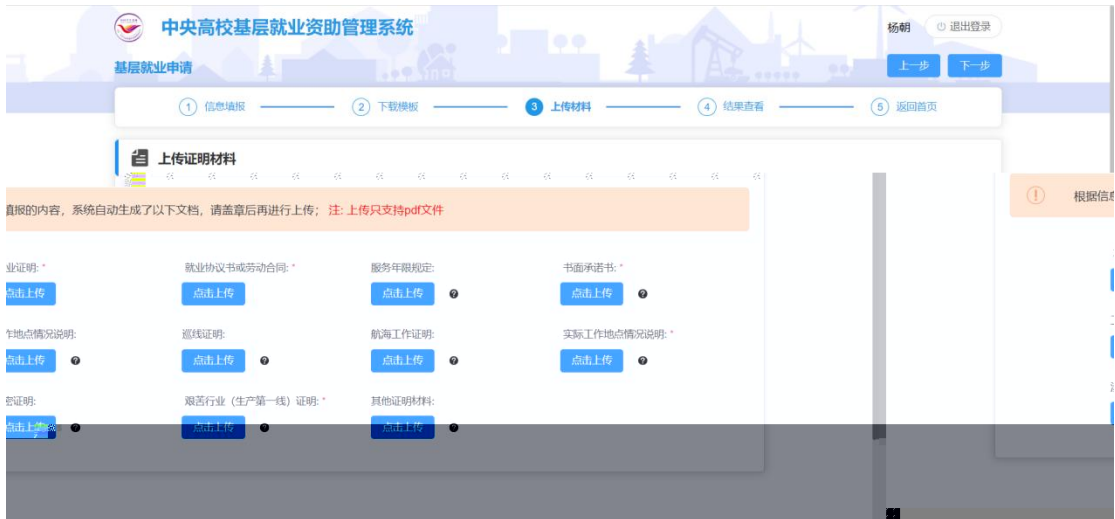 中央高校基层就业资助管理系统
杨朝
退出登录
基层就业申请
上一步
下一步
1 信息填报
2 下载模板
3 上传材料
4 结果查看
5 返回首页
上传证明材料
填报的内容，系统自动生成了以下文档，请盖章后再进行上传；注: 上传只支持pdf文件
根据信息
业证明: *
就业协议书或劳动合同: *
服务年限规定:
书面承诺书: *
点击上传
点击上传
点击上传
点击上传
作地点情况说明:
巡线证明:
航海工作证明:
实际工作地点情况说明: *
点击上传
点击上传
点击上传
点击上传
密证明:
艰苦行业（生产第一线）证明: *
其他证明材料:
点击上传
点击上传
点击上传